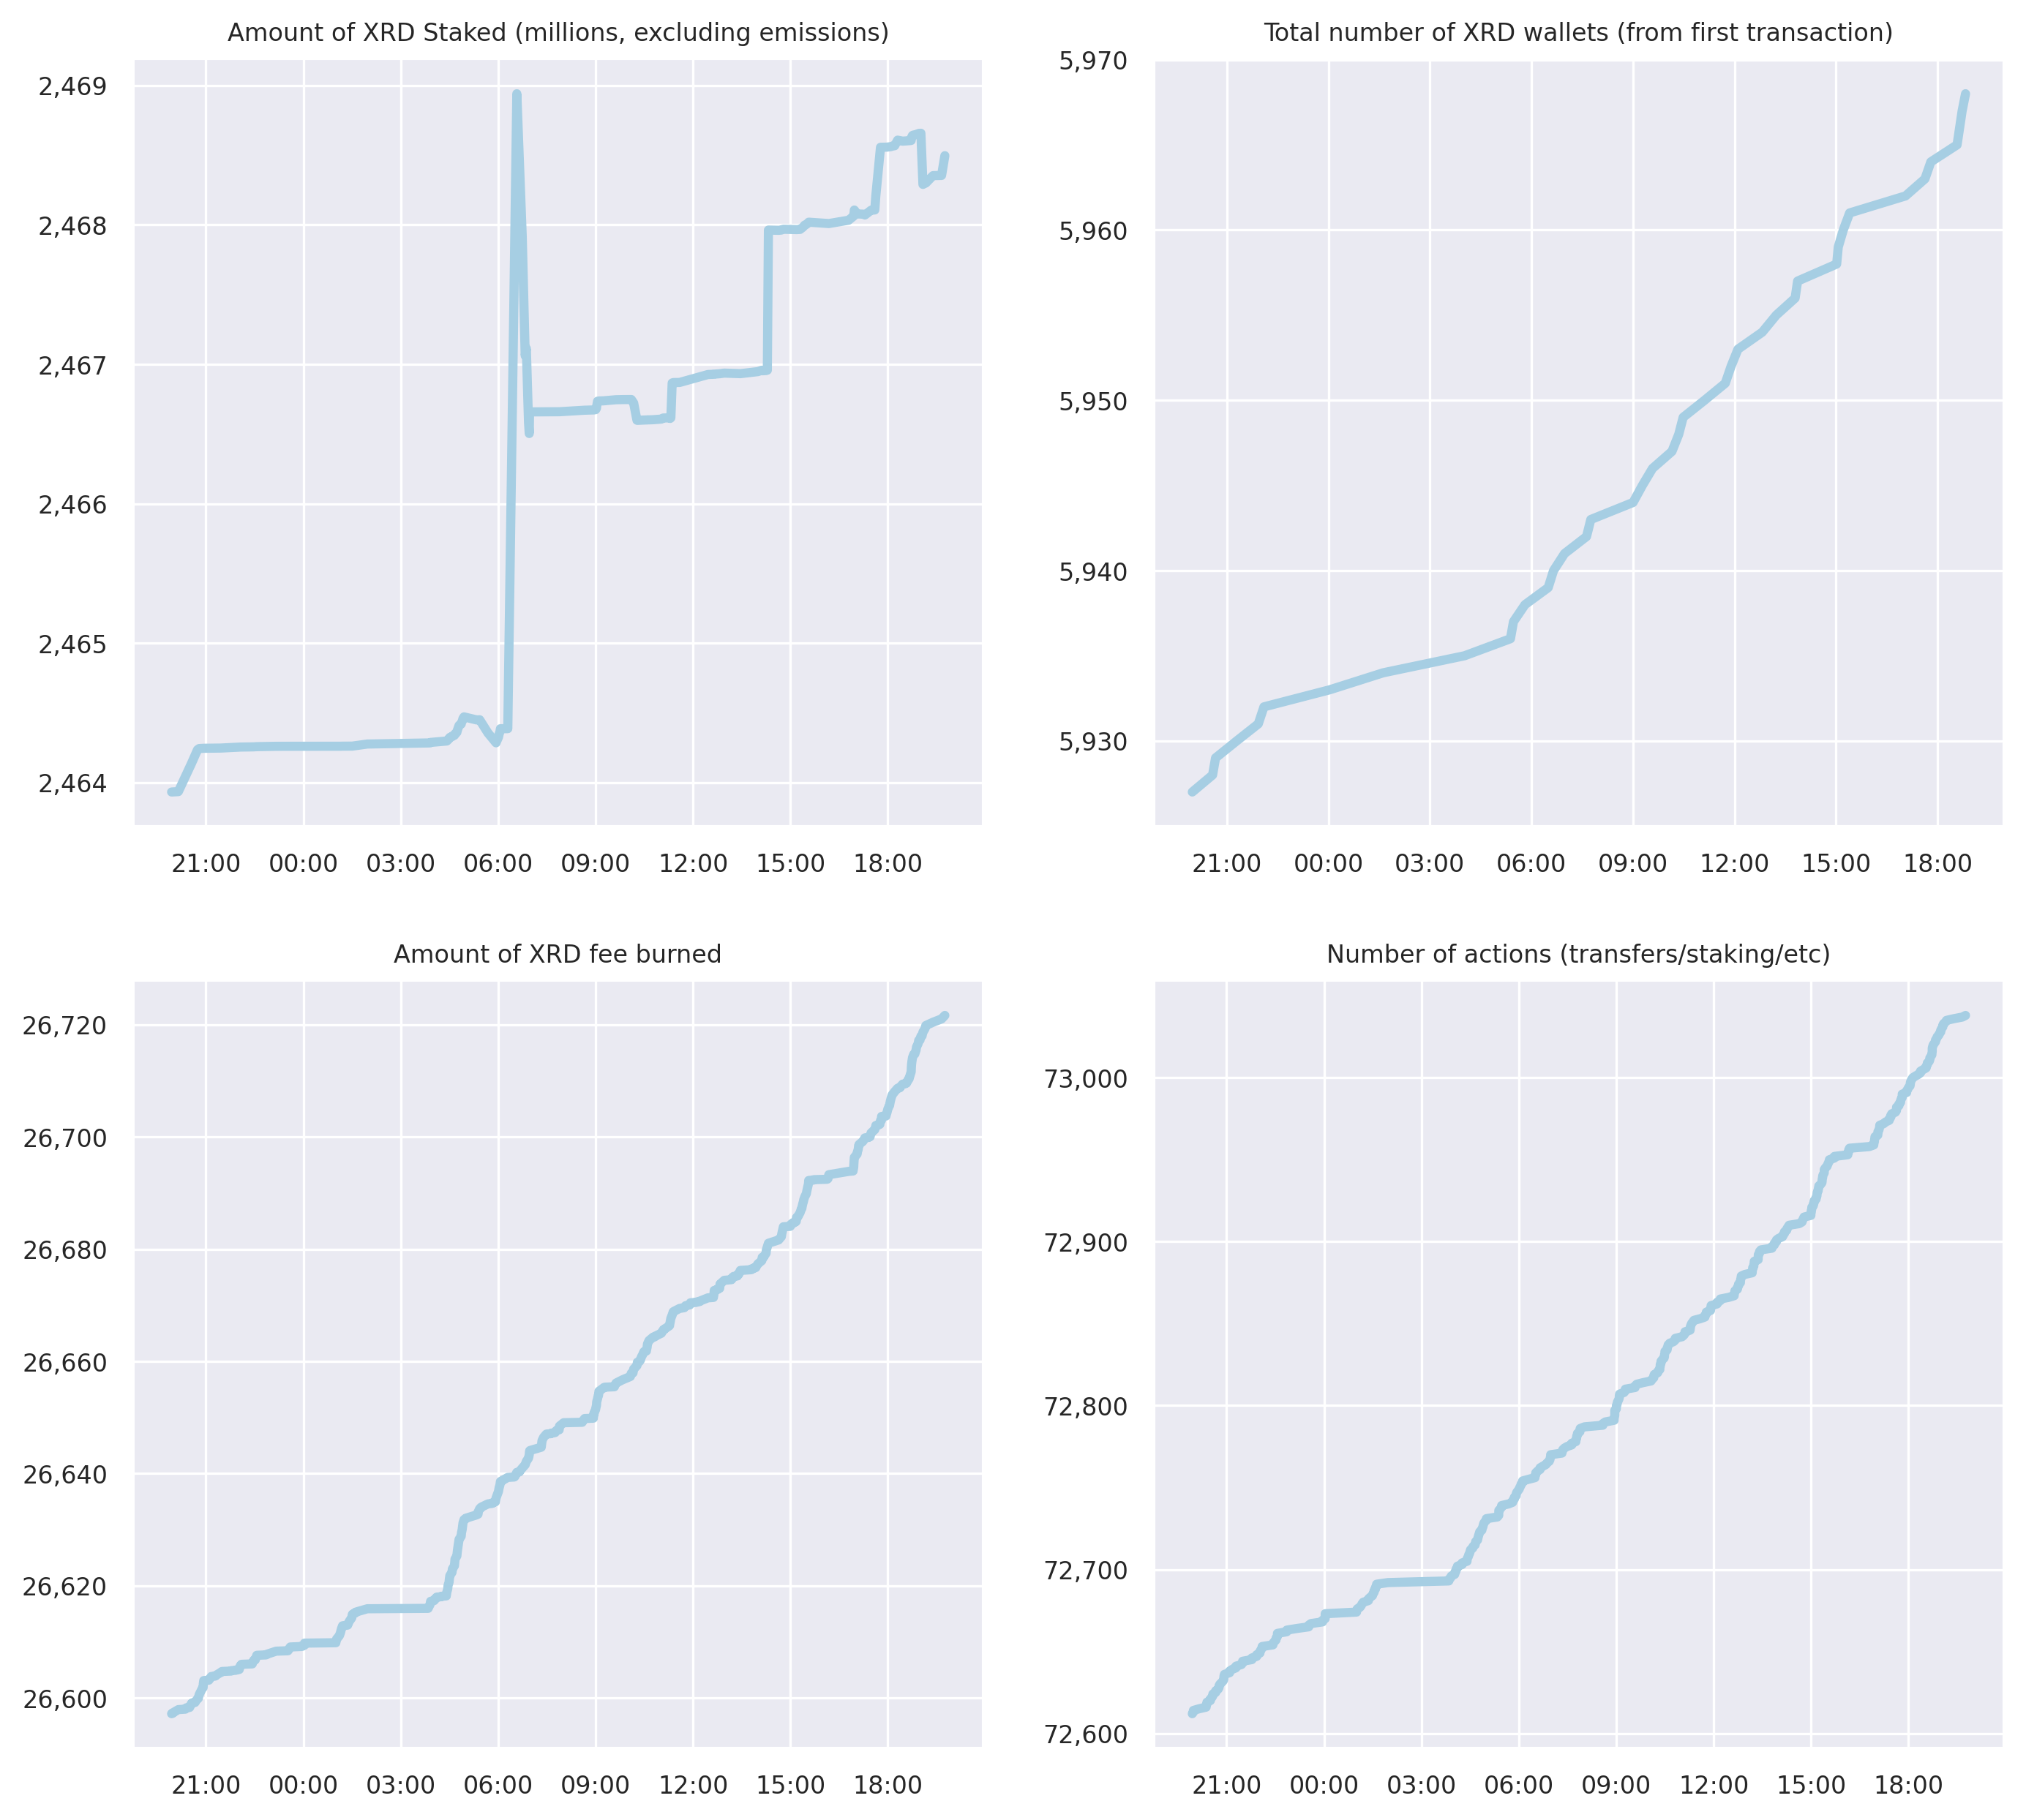 Amount of XRD Staked (millions, excluding emissions)
2,469
2,468
2,467
2,466
2,465
2,464
21:00 00:00 03:00 06:00 09:00 12:00 15:00 18:00
Total number of XRD wallets (from first transaction)
5,970
5,960
5,950
5,940
5,930
21:00 00:00 03:00 06:00 09:00 12:00 15:00 18:00
Amount of XRD fee burned
26,720
26,700
26,680
26,660
26,640
26,620
26,600
21:00 00:00 03:00 06:00 09:00 12:00 15:00 18:00
Number of actions (transfers/staking/etc)
73,000
72,900
72,800
72,700
72,600
21:00 00:00 03:00 06:00 09:00 12:00 15:00 18:00